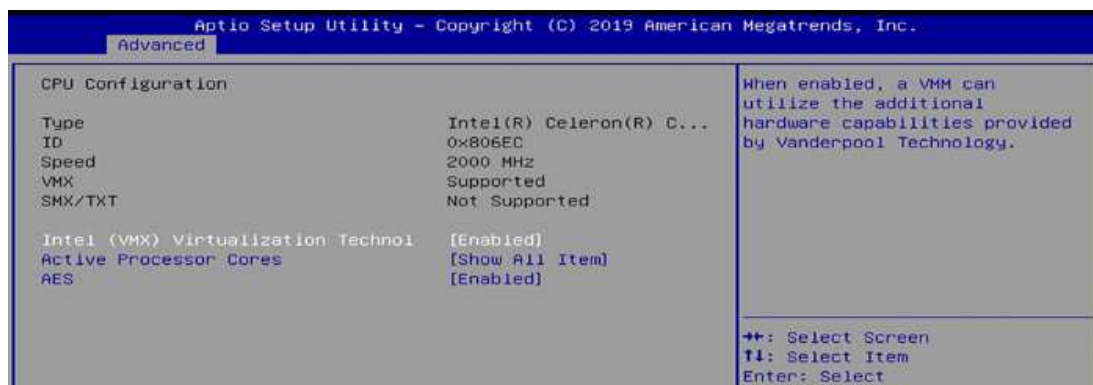 Aptio Setup Utility – Copyright (C) 2019 American Megatrends, Inc.
Advanced
CPU Configuration
Type Intel(R) Celeron(R) C...
ID 0x806EC
Speed 2000 MHz
VMX Supported
SMX/TXT Not Supported
Intel (VMX) Virtualization Technol [Enabled]
Active Processor Cores [Show All Item]
AES [Enabled]
When enabled, a VMM can
utilize the additional
hardware capabilities provided
by Vanderpool Technology.
→←: Select Screen
↑↓: Select Item
Enter: Select